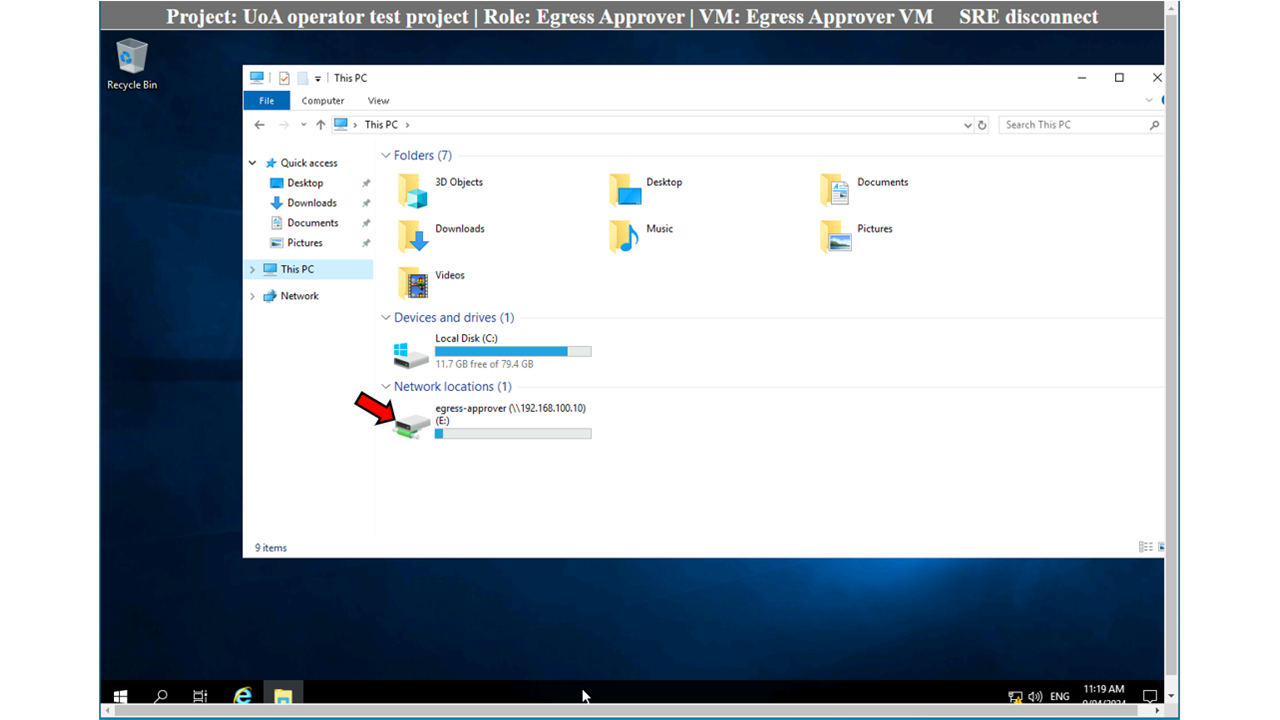 Project: UoA operator test project | Role: Egress Approver | VM: Egress Approver VM SRE disconnect
Recycle Bin
This PC
File Computer View
This PC
Search This PC
Quick access
Desktop
Downloads
Documents
Pictures
This PC
Network
Folders (7)
3D Objects
Desktop
Documents
Downloads
Music
Pictures
Videos
Devices and drives (1)
Local Disk (C:)
11.7 GB free of 79.4 GB
Network locations (1)
egress-approver (\\192.168.100.10)
(E:)
9 items
ENG
11:19 AM